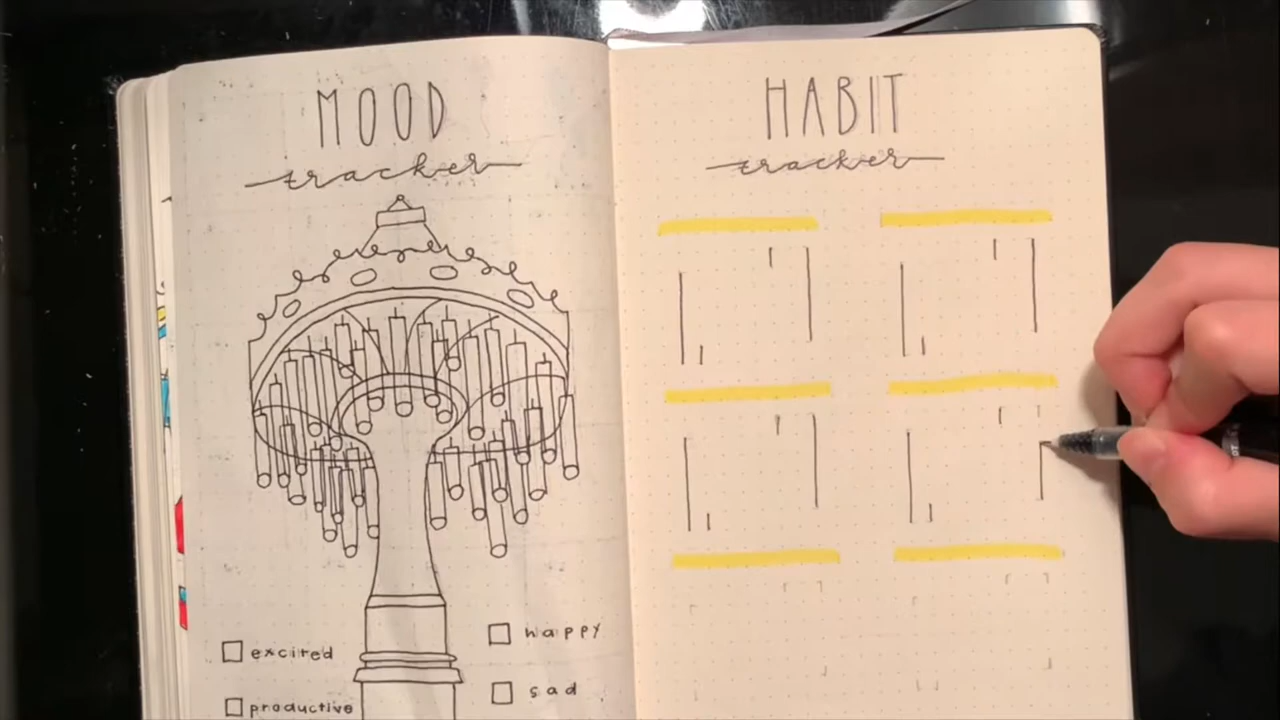 MOOD
tracker
excited
productive
happy
sad
HABIT
tracker